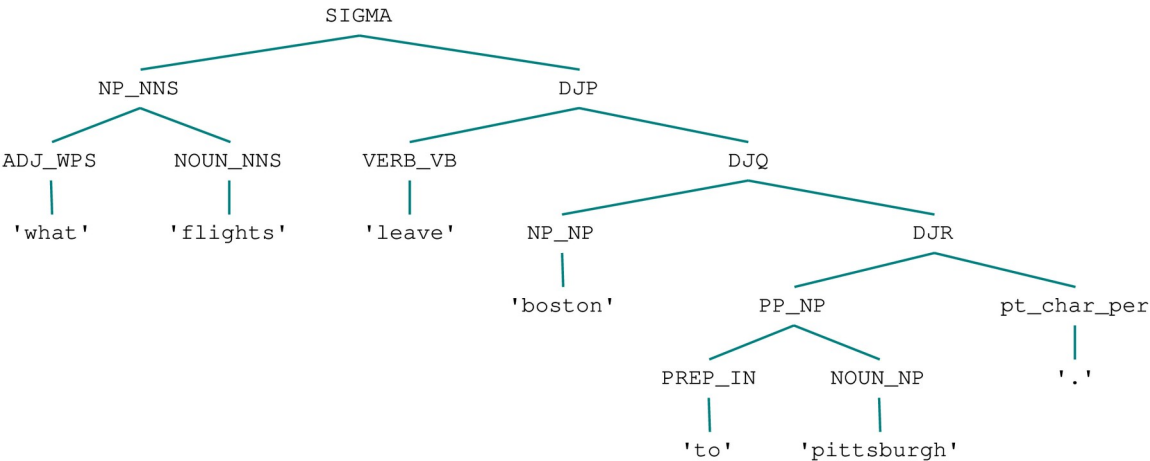 SIGMA
NP_NNS DJP
ADJ_WPS NOUN_NNS VERB_VB DJQ
'what' 'flights' 'leave' NP_NP DJR
'boston' PP_NP pt_char_per
PREP_IN NOUN_NP '.'
'to' 'pittsburgh'